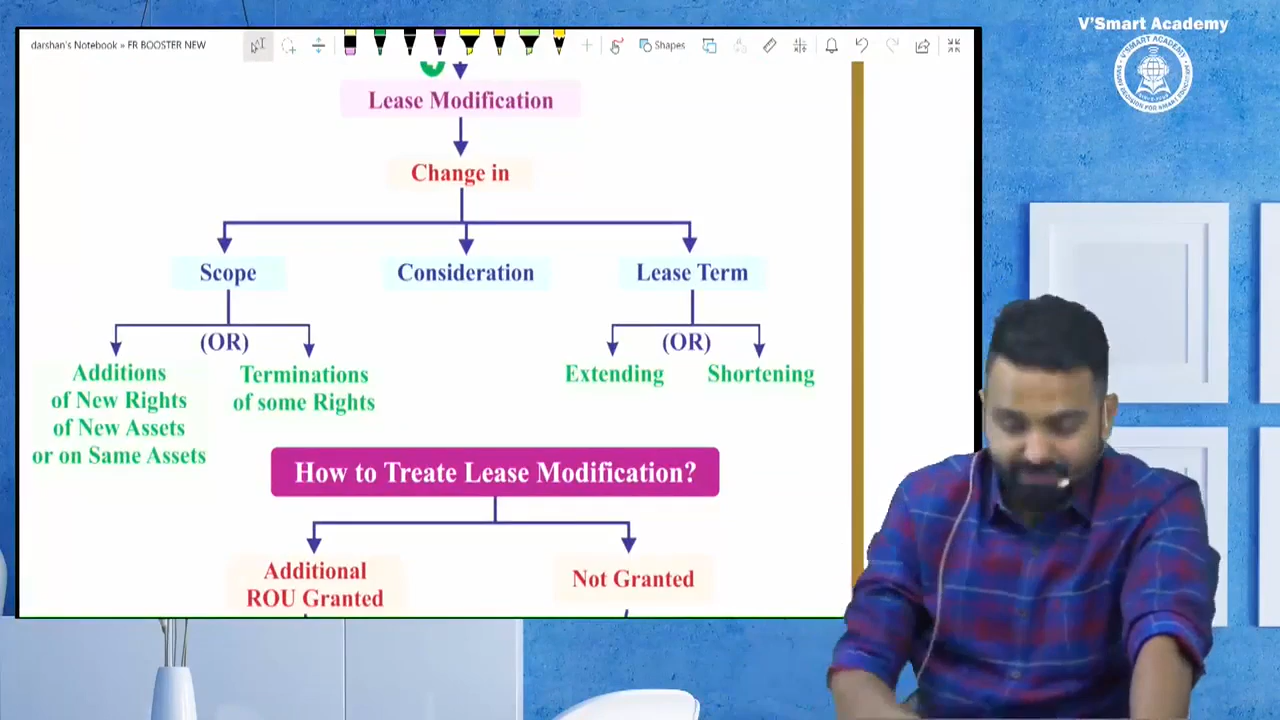 V'Smart Academy
darshan's Notebook » FR BOOSTER NEW
Shapes
Lease Modification
Change in
Scope
Consideration
Lease Term
(OR)
(OR)
Additions
of New Rights
of New Assets
or on Same Assets
Terminations
of some Rights
Extending
Shortening
How to Treate Lease Modification?
Additional
ROU Granted
Not Granted